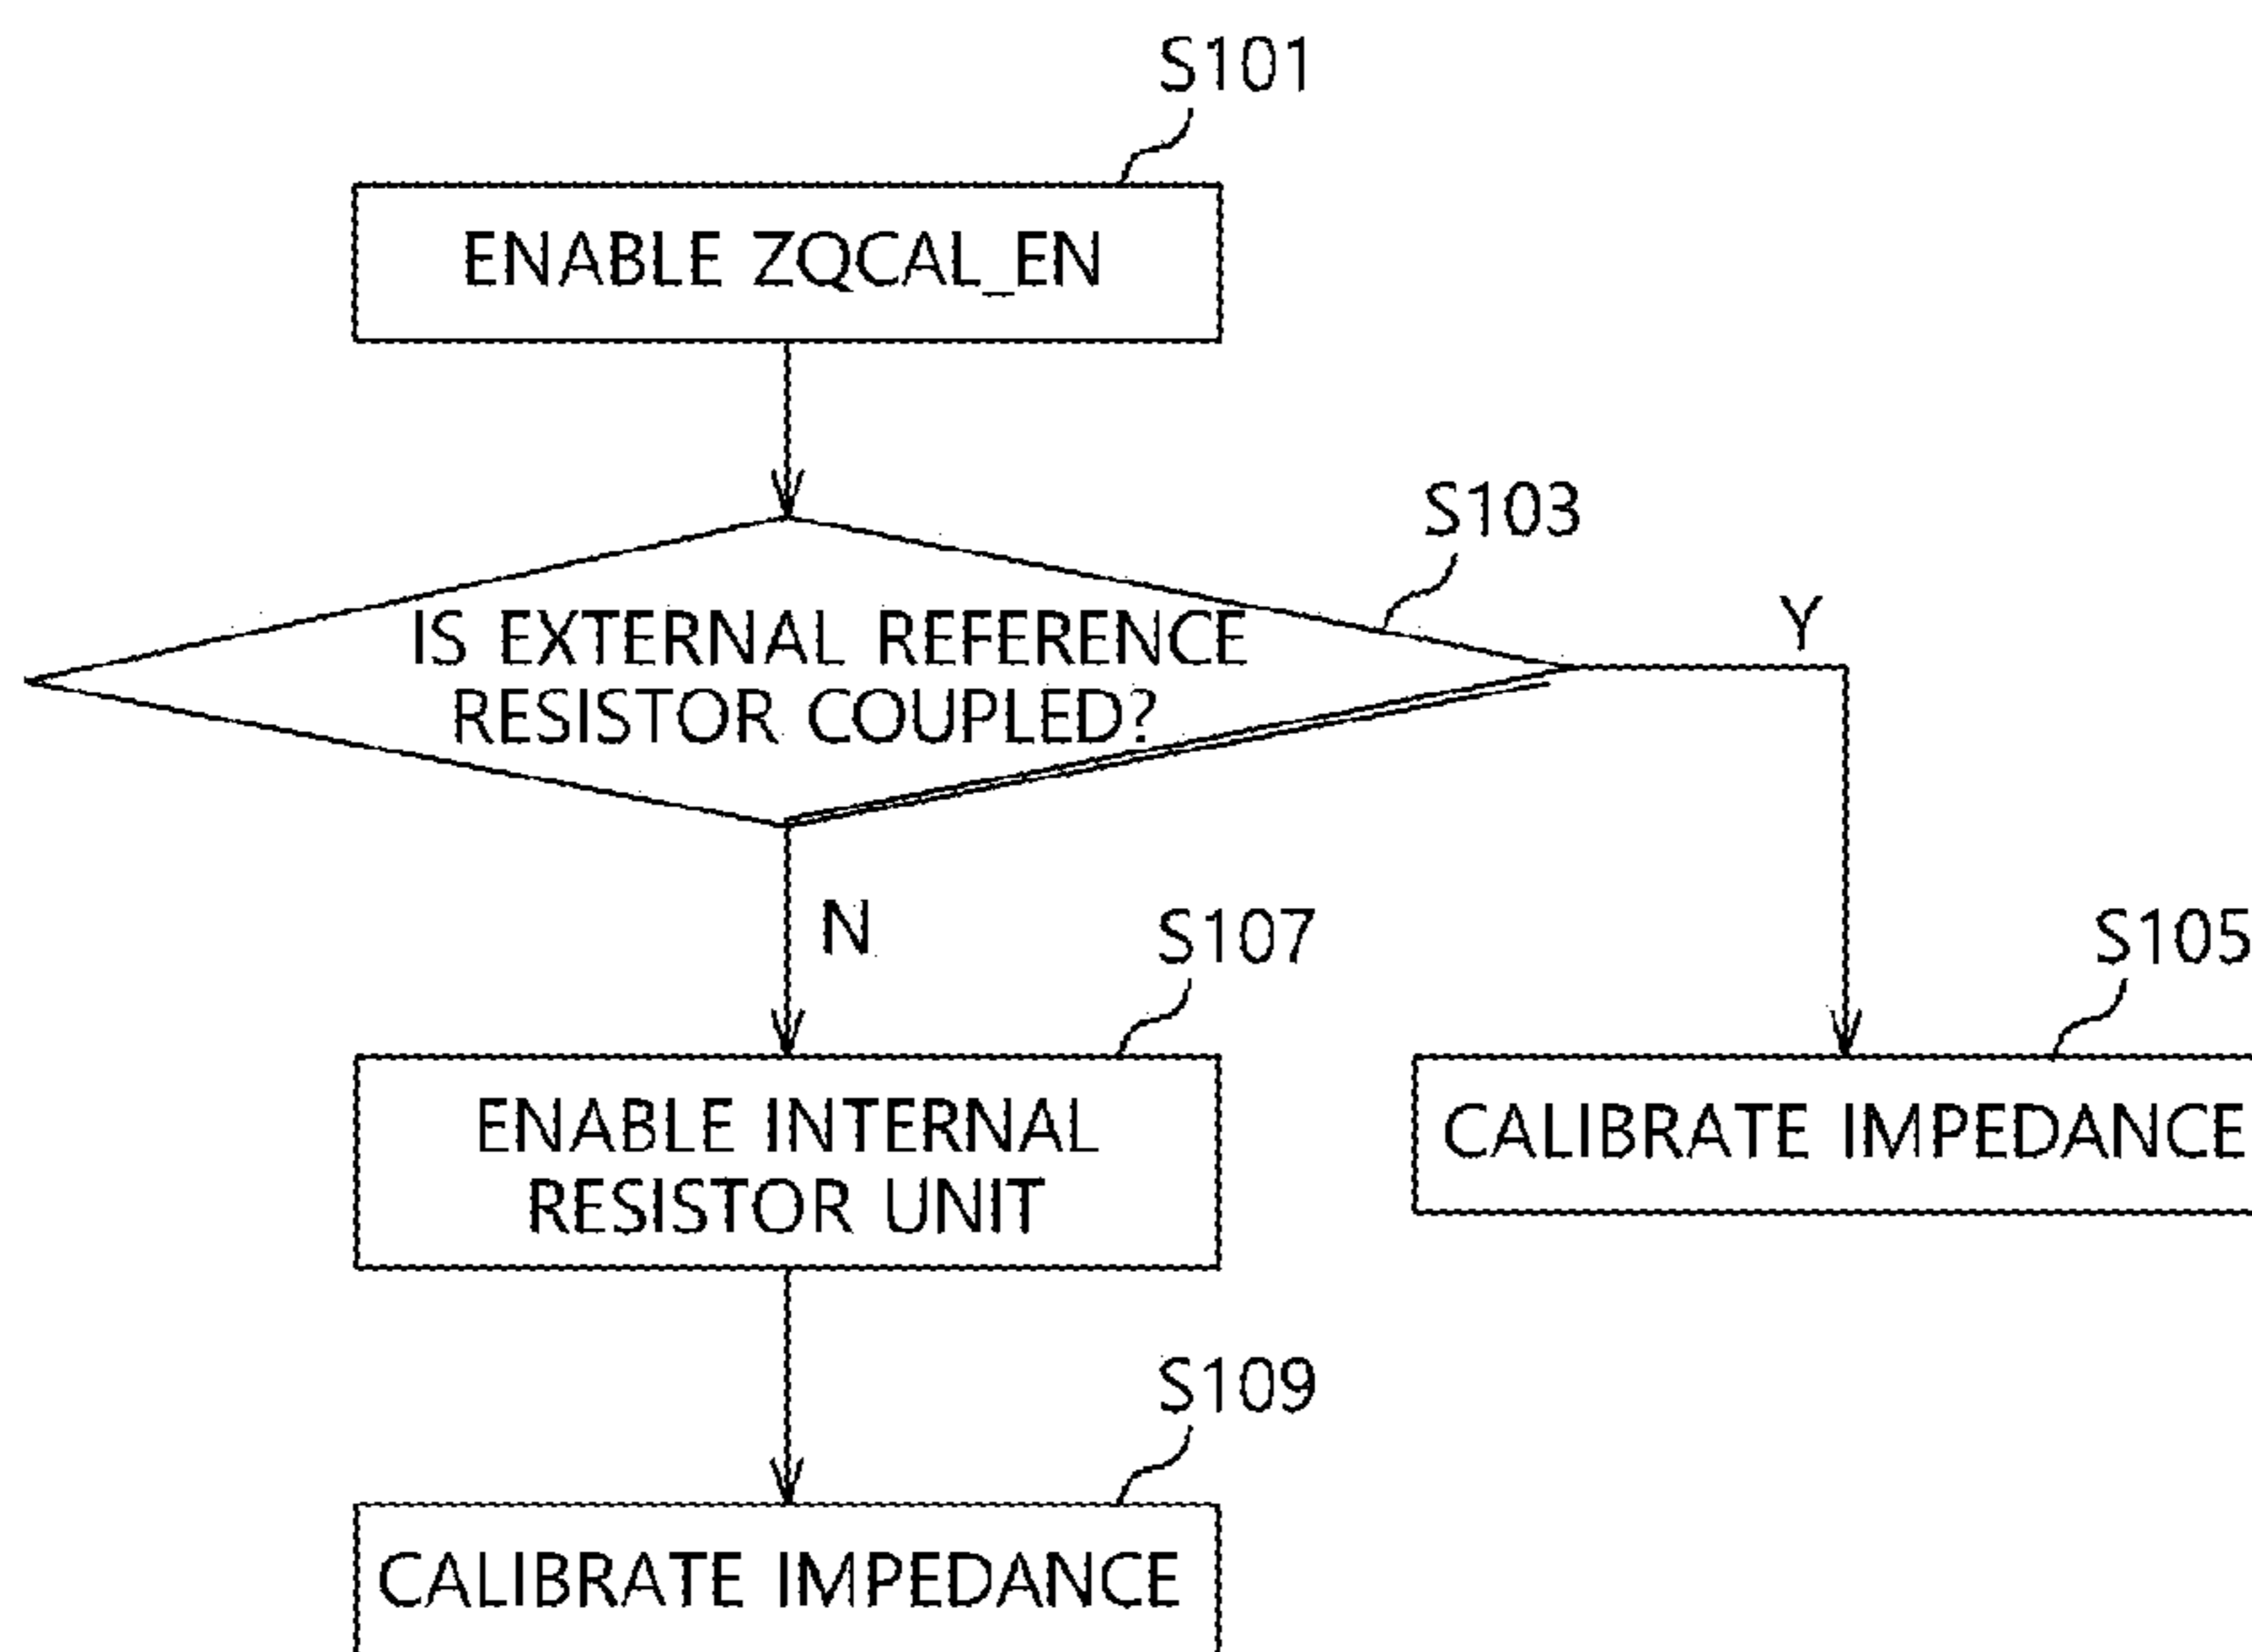 S101
ENABLE ZQCAL_EN
S103
IS EXTERNAL REFERENCE
RESISTOR COUPLED?
Y
N
S107
S105
ENABLE INTERNAL
RESISTOR UNIT
CALIBRATE IMPEDANCE
S109
CALIBRATE IMPEDANCE